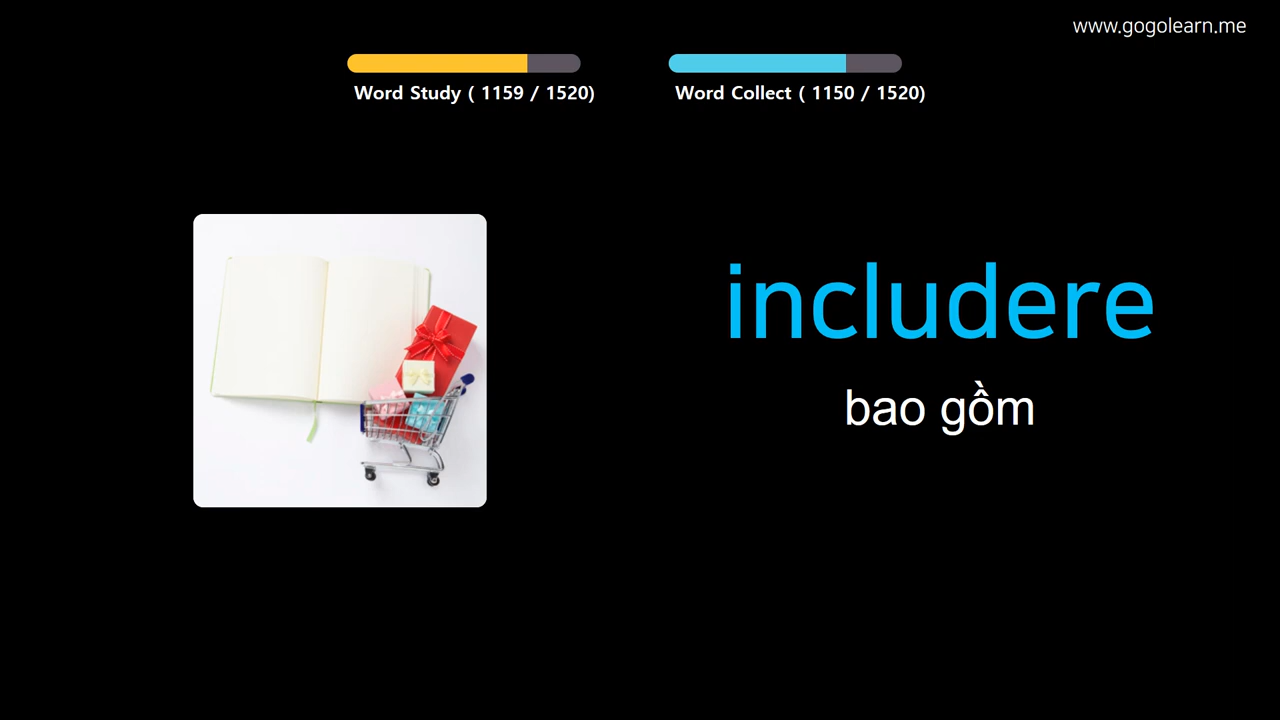 www.gogolearn.me
Word Study ( 1159 / 1520)
Word Collect ( 1150 / 1520)
includere
bao gồm